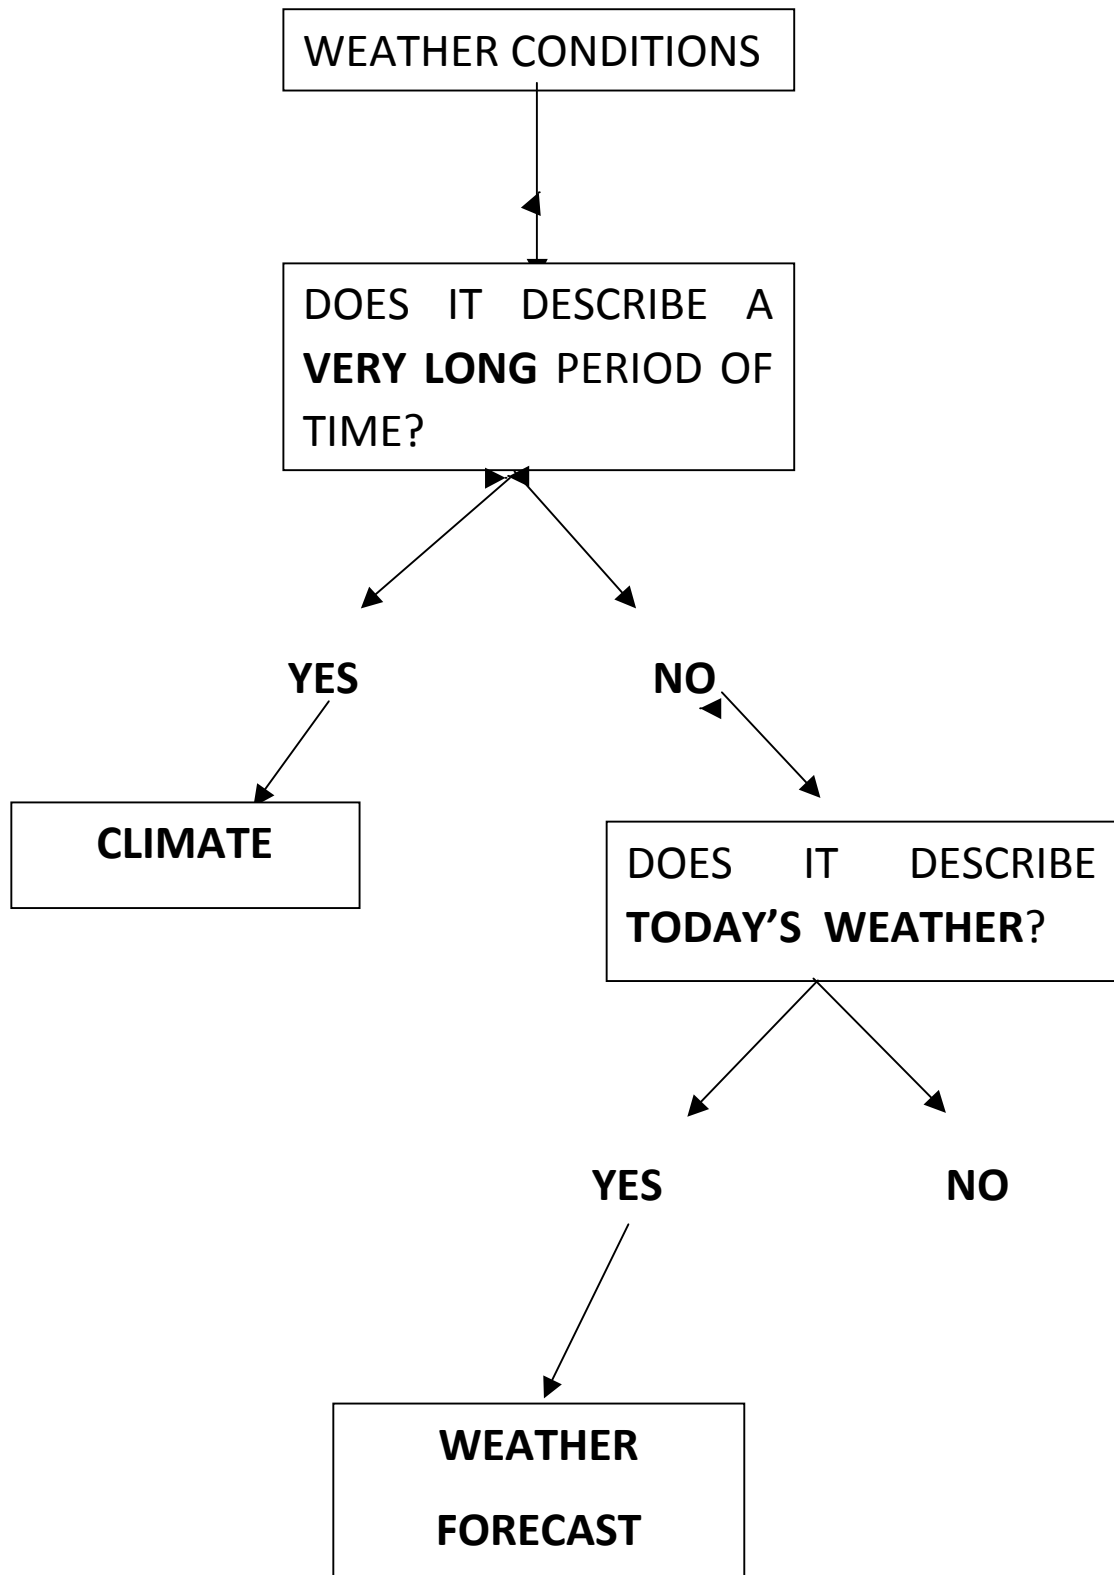 WEATHER CONDITIONS
DOES IT DESCRIBE A
VERY LONG PERIOD OF
TIME?
YES
NO
CLIMATE
DOES IT DESCRIBE
TODAY’S WEATHER?
YES
NO
WEATHER
FORECAST